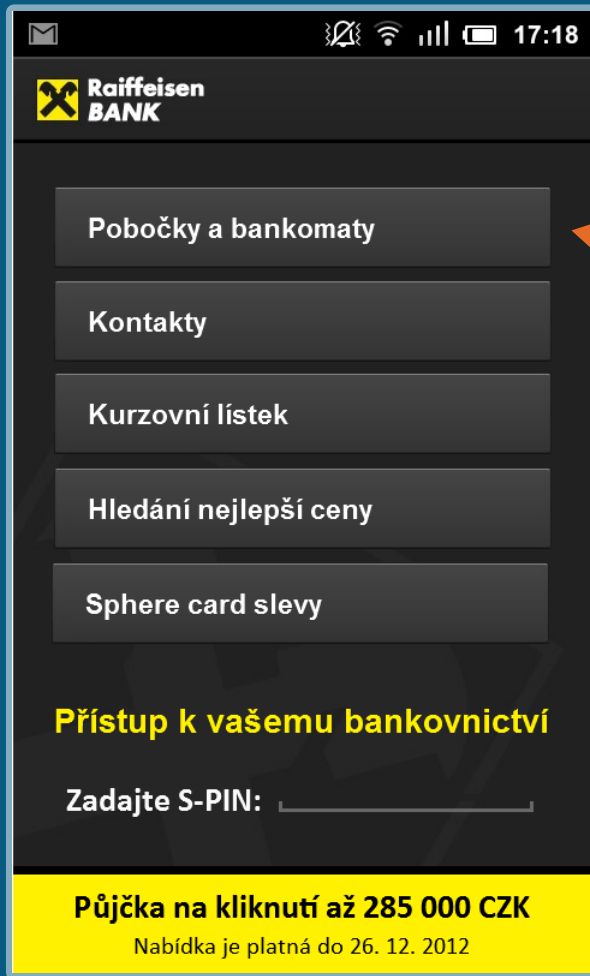 17:18
Raiffeisen
BANK
Pobočky a bankomaty
Kontakty
Kurzovní lístek
Hledání nejlepší ceny
Sphere card slevy
Přístup k vašemu bankovnictví
Zadajte S-PIN:
Půjčka na kliknutí až 285 000 CZK
Nabídka je platná do 26. 12. 2012